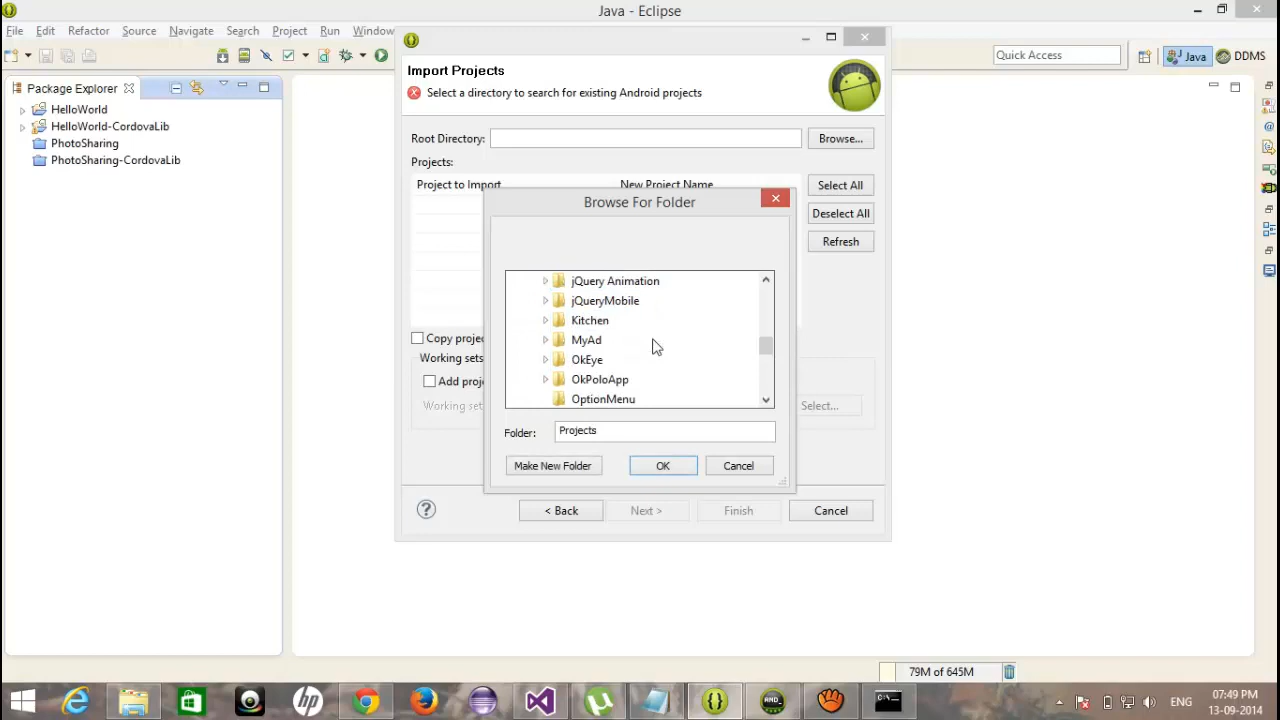 Java - Eclipse
File Edit Refactor Source Navigate Search Project Run Window
Quick Access
Java
DDMS
Package Explorer
HelloWorld
HelloWorld-CordovaLib
PhotoSharing
PhotoSharing-CordovaLib
Import Projects
Select a directory to search for existing Android projects
Root Directory:
Browse...
Projects:
Project to Import
New Project Name
Select All
Deselect All
Refresh
Browse For Folder
jQuery Animation
jQueryMobile
Kitchen
MyAd
OkEye
OkPoloApp
OptionMenu
Folder: Projects
Make New Folder
OK
Cancel
Copy projec
Working sets
Add proje
Working set
Select...
< Back
Next >
Finish
Cancel
79M of 645M
hp
AND_
C:\
ENG
07:49 PM
13-09-2014